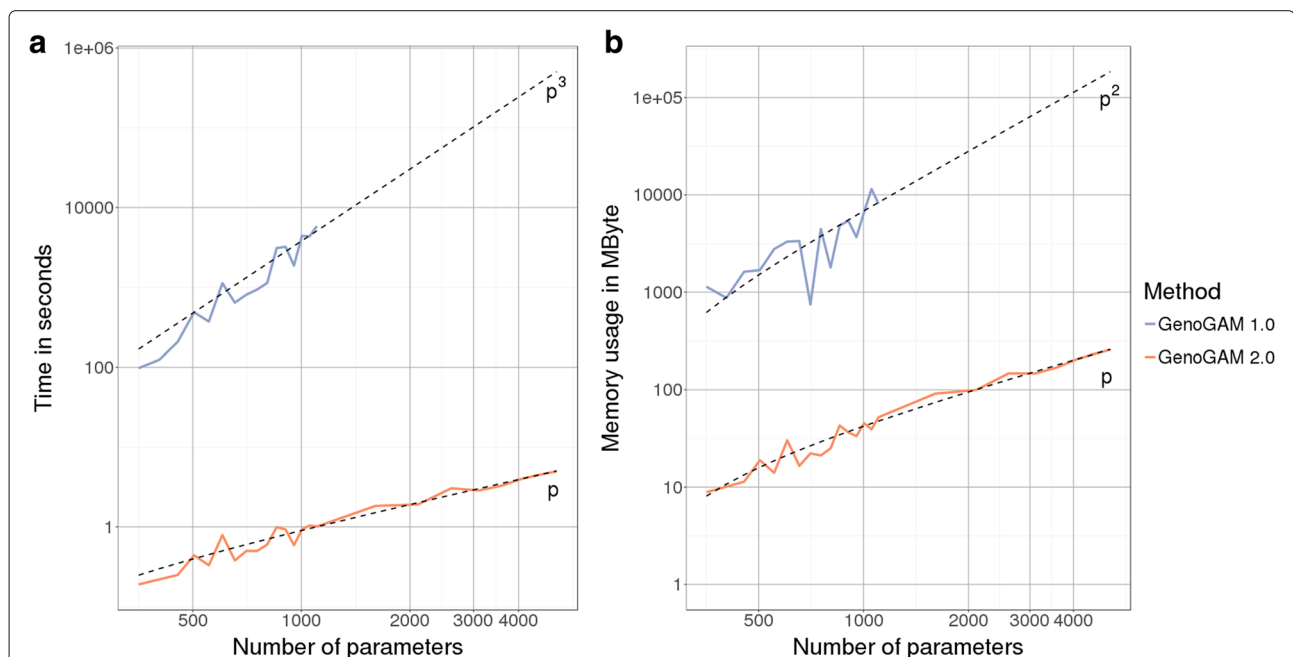 a
1e+06
10000
100
1
Time in seconds
p³
p
500
1000
2000
3000
4000
Number of parameters
b
1e+05
10000
1000
100
10
1
Memory usage in MByte
p²
p
500
1000
2000
3000
4000
Number of parameters
Method
GenoGAM 1.0
GenoGAM 2.0